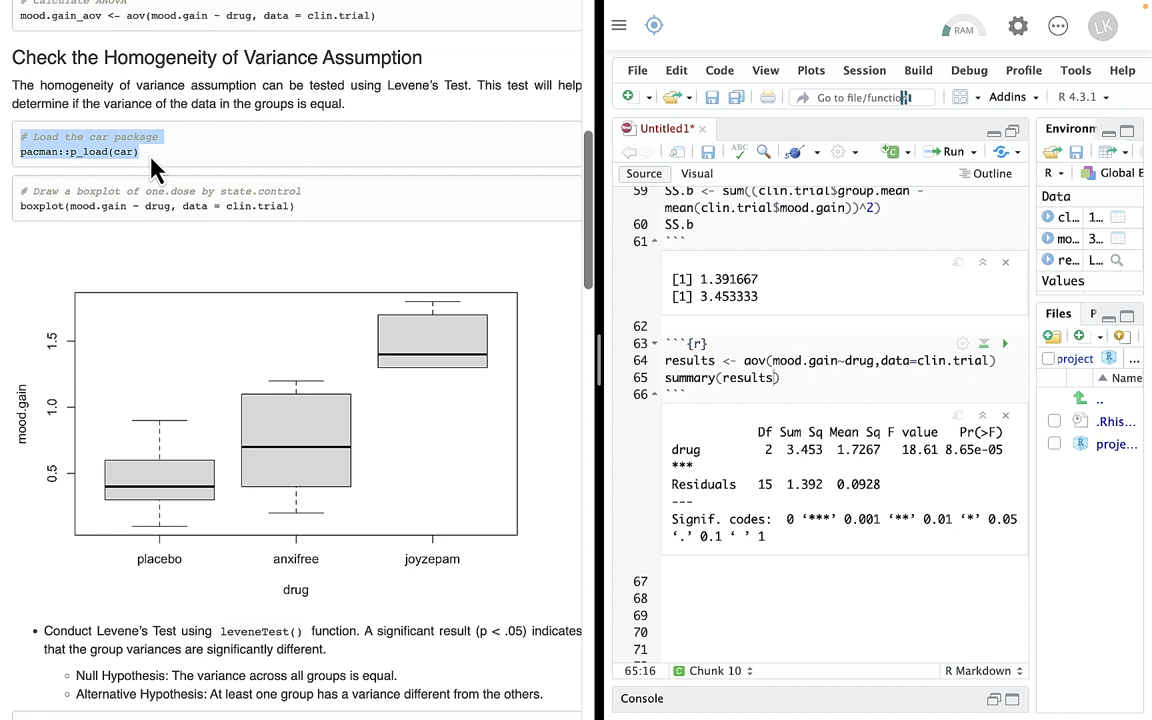 # Calculate ANOVA
mood.gain_aov <- aov(mood.gain ~ drug, data = clin.trial)
Check the Homogeneity of Variance Assumption
The homogeneity of variance assumption can be tested using Levene's Test. This test will help
determine if the variance of the data in the groups is equal.
# Load the car package
pacman::p_load(car)
# Draw a boxplot of one.dose by state.control
boxplot(mood.gain ~ drug, data = clin.trial)
mood.gain
1.5
1.0
0.5
placebo
anxifree
joyzepam
drug
• Conduct Levene's Test using leveneTest() function. A significant result (p < .05) indicates
that the group variances are significantly different.
○ Null Hypothesis: The variance across all groups is equal.
○ Alternative Hypothesis: At least one group has a variance different from the others.
RAM
LK
File Edit Code View Plots Session Build Debug Profile Tools Help
Go to file/function
Addins
R 4.3.1
Untitled1*
ABC
Run
Source Visual
Outline
59 SS.b <- sum((clin.trial$group.mean -
mean(clin.trial$mood.gain))^2)
60 SS.b
61 ```
[1] 1.391667
[1] 3.453333
62
63 ```{r}
64 results <- aov(mood.gain~drug,data=clin.trial)
65 summary(results)
66 ```
Df Sum Sq Mean Sq F value Pr(>F)
drug 2 3.453 1.7267 18.61 8.65e-05
***
Residuals 15 1.392 0.0928
---
Signif. codes: 0 ‘***’ 0.001 ‘**’ 0.01 ‘*’ 0.05
‘.’ 0.1 ‘ ’ 1
67
68
69
70
71
65:16 Chunk 10 R Markdown
Console
Environm
R Global E
Data
cl... 1...
mo... 3...
re... L...
Values
Files P
project ...
Name
..
.Rhis...
proje...